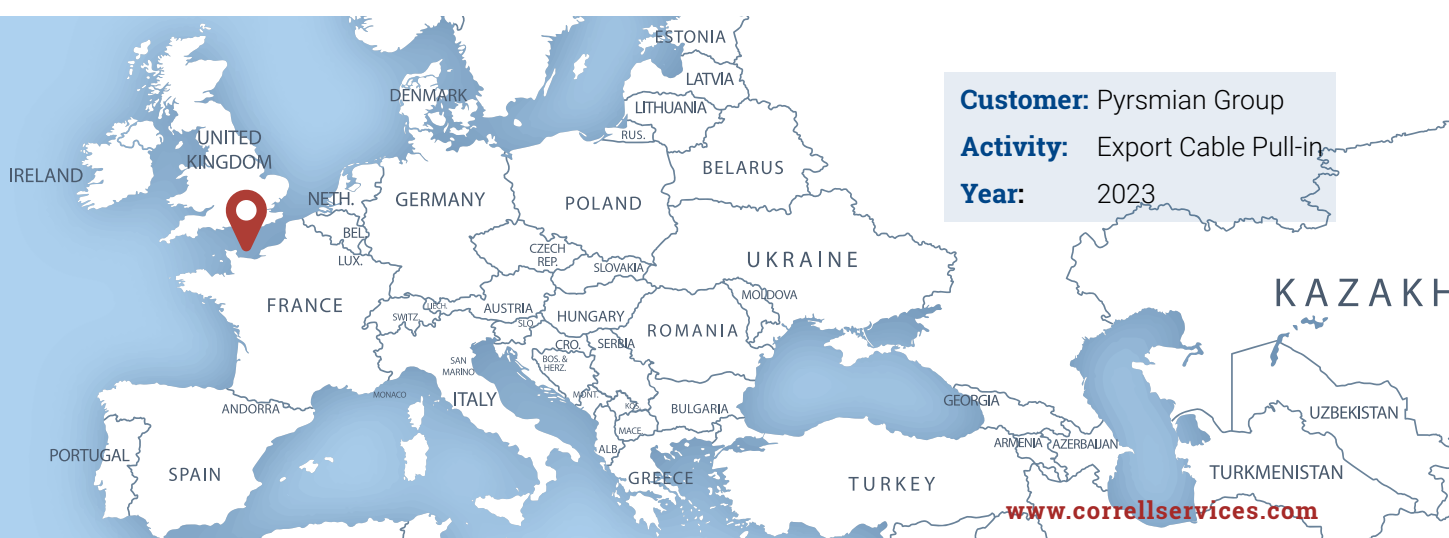 ESTONIA
LATVIA
DENMARK
LITHUANIA
RUS.
UNITED
KINGDOM
IRELAND
BELARUS
NETH.
GERMANY
POLAND
BEL.
LUX.
CZECH
REP.
SLOVAKIA
UKRAINE
MOLDOVA
FRANCE
LIECH.
SWITZ.
AUSTRIA
SLO.
HUNGARY
ROMANIA
CRO.
SERBIA
BOS. &
HERZ.
SAN
MARINO
MONACO
ITALY
MONT.
KOS.
BULGARIA
MACE.
ALB.
ANDORRA
PORTUGAL
SPAIN
GREECE
TURKEY
GEORGIA
ARMENIA
AZERBAIJAN
KAZAKH
UZBEKISTAN
TURKMENISTAN
Customer: Pyrsmian Group
Activity: Export Cable Pull-in
Year: 2023
www.correllservices.com